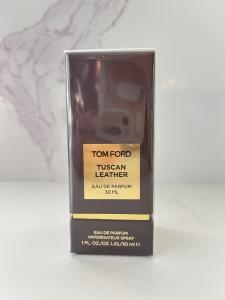 TOM FORD
TUSCAN
LEATHER
EAU DE PARFUM
50 ML
EAU DE PARFUM
VAPORISATEUR SPRAY
1 FL. OZ./OZ. LIQ/30 ml ℮